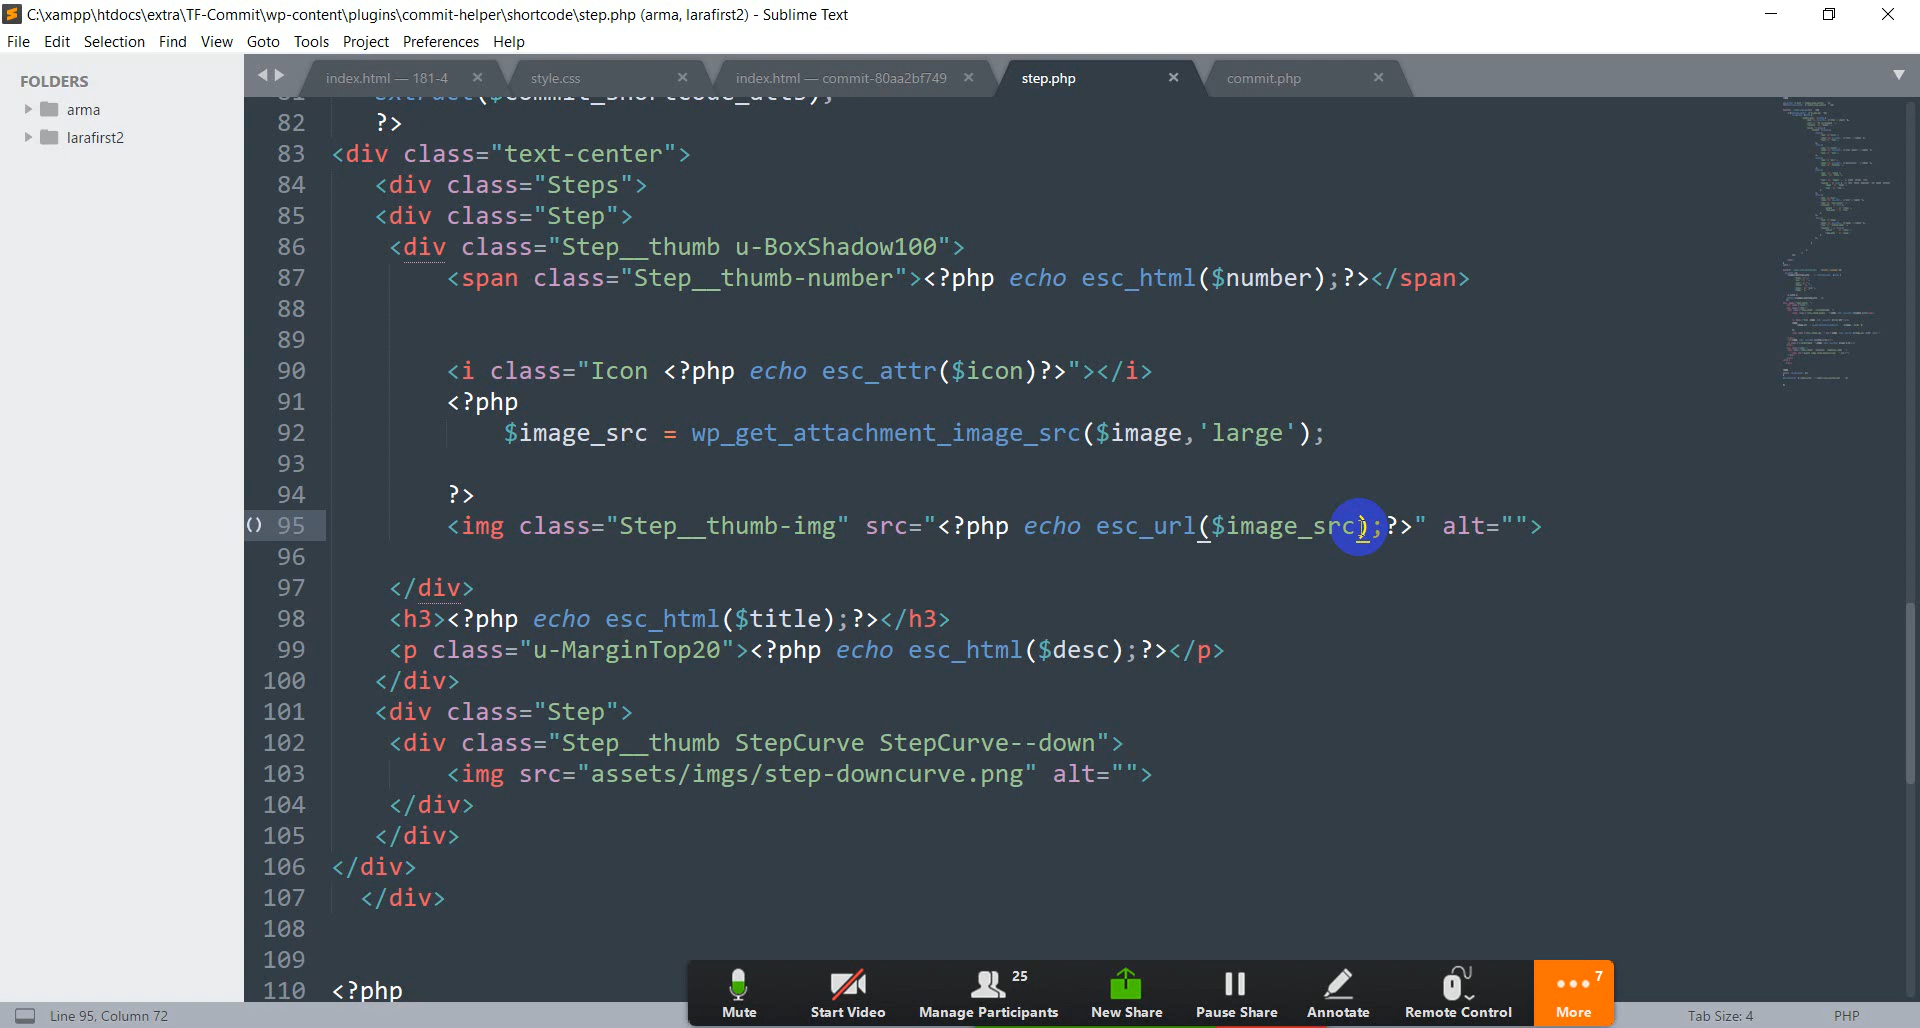 C:\xampp\htdocs\extra\TF-Commit\wp-content\plugins\commit-helper\shortcode\step.php (arma, larafirst2) - Sublime Text
File Edit Selection Find View Goto Tools Project Preferences Help
FOLDERS
arma
larafirst2
index.html — 181-4
style.css
index.html — commit-80aa2bf749
step.php
commit.php
82 ?>
83 <div class="text-center">
84 <div class="Steps">
85 <div class="Step">
86 <div class="Step__thumb u-BoxShadow100">
87 <span class="Step__thumb-number"><?php echo esc_html($number);?></span>
88
89
90 <i class="Icon <?php echo esc_attr($icon)?>"></i>
91 <?php
92 $image_src = wp_get_attachment_image_src($image,'large');
93
94 ?>
95 <img class="Step__thumb-img" src="<?php echo esc_url($image_src);?>" alt="">
96
97 </div>
98 <h3><?php echo esc_html($title);?></h3>
99 <p class="u-MarginTop20"><?php echo esc_html($desc);?></p>
100 </div>
101 <div class="Step">
102 <div class="Step__thumb StepCurve StepCurve--down">
103 <img src="assets/imgs/step-downcurve.png" alt="">
104 </div>
105 </div>
106 </div>
107 </div>
108
109
110 <?php
Mute
Start Video
25
Manage Participants
New Share
Pause Share
Annotate
Remote Control
7
More
Line 95, Column 72
Tab Size: 4
PHP